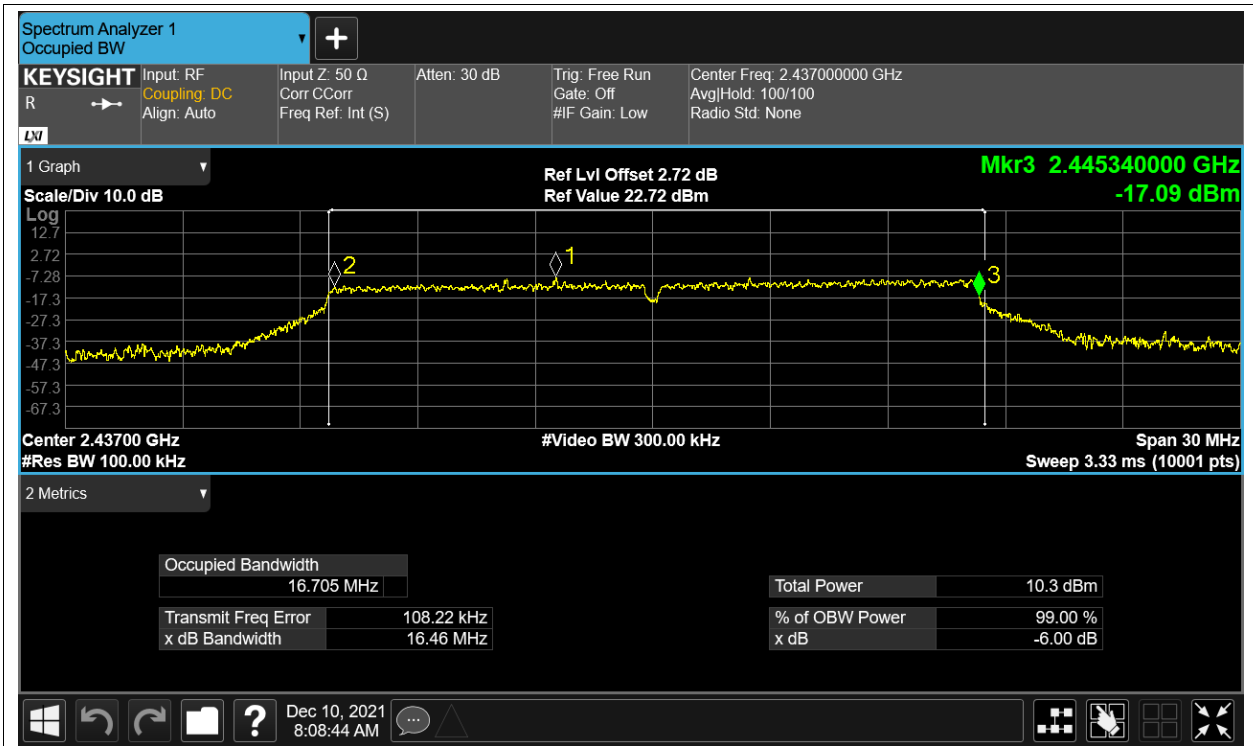 Spectrum Analyzer 1
Occupied BW
KEYSIGHT
R
LXI
Input: RF
Coupling: DC
Align: Auto
Input Z: 50 Ω
Corr CCorr
Freq Ref: Int (S)
Atten: 30 dB
Trig: Free Run
Gate: Off
#IF Gain: Low
Center Freq: 2.437000000 GHz
Avg|Hold: 100/100
Radio Std: None
1 Graph
Scale/Div 10.0 dB
Ref Lvl Offset 2.72 dB
Ref Value 22.72 dBm
Mkr3 2.445340000 GHz
-17.09 dBm
Log
12.7
2.72
-7.28
-17.3
-27.3
-37.3
-47.3
-57.3
-67.3
2
1
3
Center 2.43700 GHz
#Video BW 300.00 kHz
Span 30 MHz
#Res BW 100.00 kHz
Sweep 3.33 ms (10001 pts)
2 Metrics
Occupied Bandwidth
16.705 MHz
Total Power 10.3 dBm
Transmit Freq Error 108.22 kHz
% of OBW Power 99.00 %
x dB Bandwidth 16.46 MHz
x dB -6.00 dB
?
Dec 10, 2021
8:08:44 AM